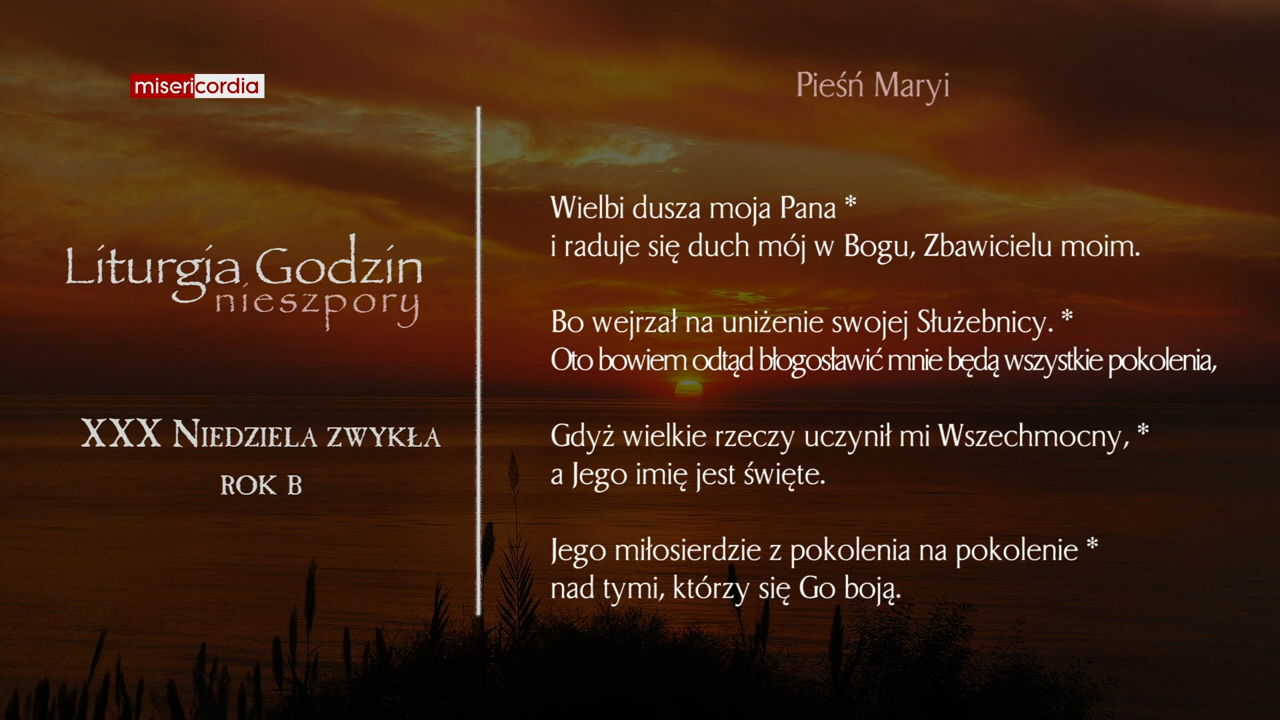 misericordia
Liturgia Godzin
nieszpory
XXX Niedziela zwykła
rok B
Pieśń Maryi
Wielbi dusza moja Pana *
i raduje się duch mój w Bogu, Zbawicielu moim.
Bo wejrzał na uniżenie swojej Służebnicy. *
Oto bowiem odtąd błogosławić mnie będą wszystkie pokolenia,
Gdyż wielkie rzeczy uczynił mi Wszechmocny, *
a Jego imię jest święte.
Jego miłosierdzie z pokolenia na pokolenie *
nad tymi, którzy się Go boją.